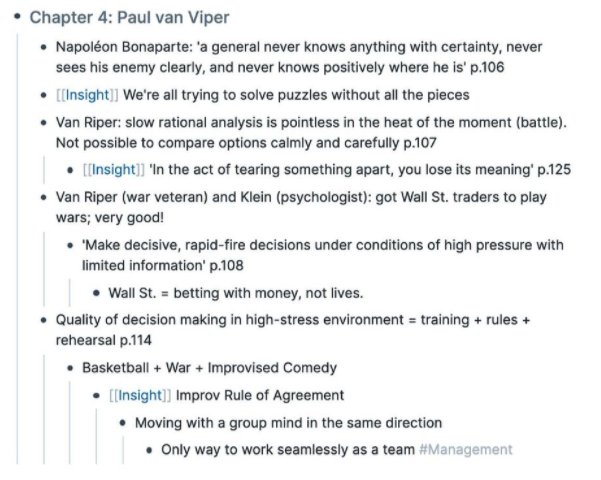 Chapter 4: Paul van Viper
Napoléon Bonaparte: 'a general never knows anything with certainty, never
sees his enemy clearly, and never knows positively where he is' p.106
[[Insight]] We're all trying to solve puzzles without all the pieces
Van Riper: slow rational analysis is pointless in the heat of the moment (battle).
Not possible to compare options calmly and carefully p.107
[[Insight]] 'In the act of tearing something apart, you lose its meaning' p.125
Van Riper (war veteran) and Klein (psychologist): got Wall St. traders to play
wars; very good!
'Make decisive, rapid-fire decisions under conditions of high pressure with
limited information' p.108
Wall St. = betting with money, not lives.
Quality of decision making in high-stress environment = training + rules +
rehearsal p.114
Basketball + War + Improvised Comedy
[[Insight]] Improv Rule of Agreement
Moving with a group mind in the same direction
Only way to work seamlessly as a team #Management